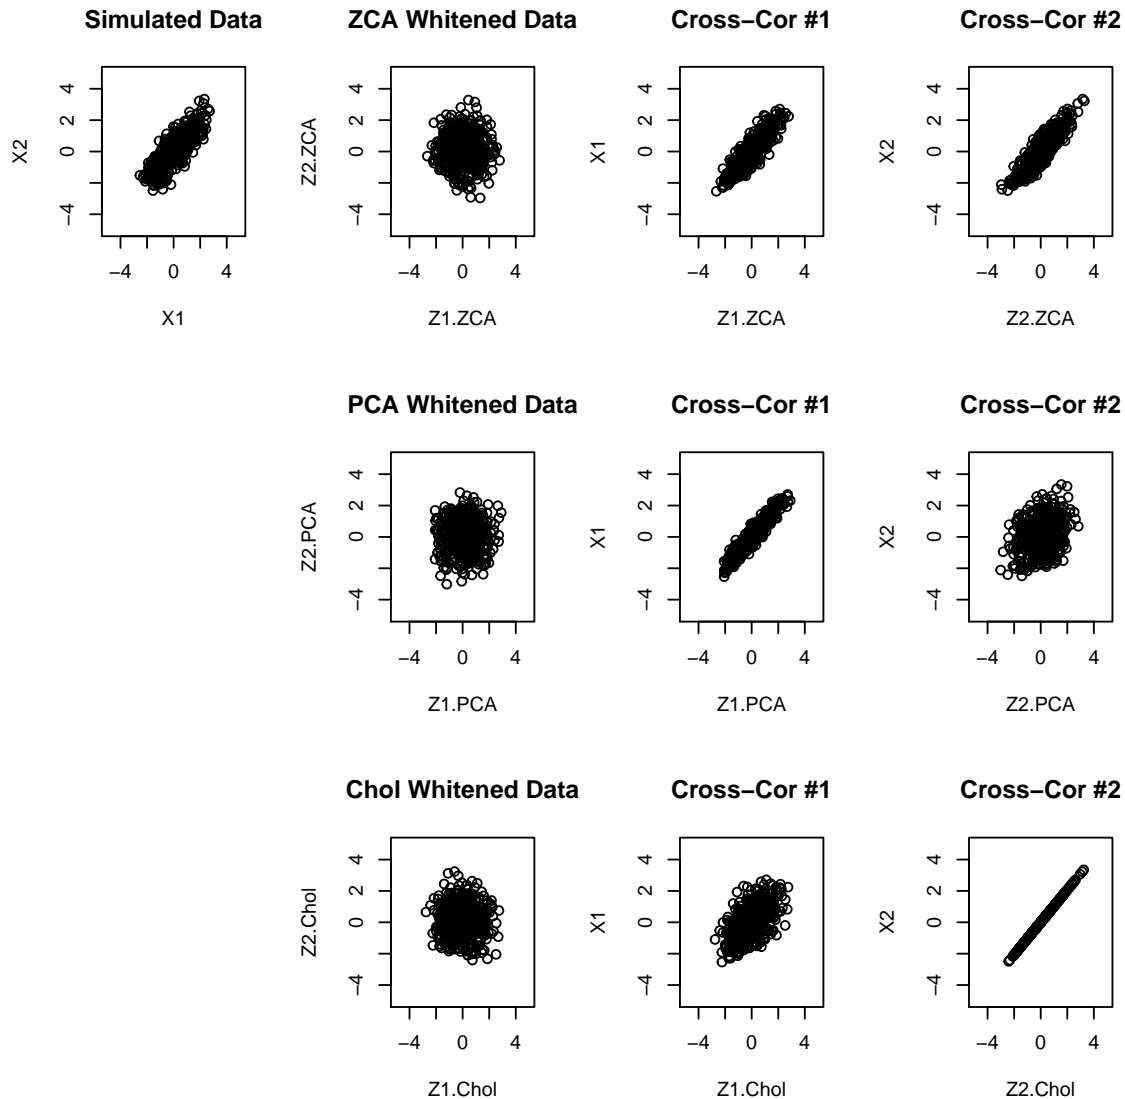 Simulated Data
X2
4
2
0
−4
−4 0 4
X1
ZCA Whitened Data
Z2.ZCA
4
2
0
−4
−4 0 4
Z1.ZCA
Cross−Cor #1
X1
4
2
0
−4
−4 0 4
Z1.ZCA
Cross−Cor #2
X2
4
2
0
−4
−4 0 4
Z2.ZCA
PCA Whitened Data
Z2.PCA
4
2
0
−4
−4 0 4
Z1.PCA
Cross−Cor #1
X1
4
2
0
−4
−4 0 4
Z1.PCA
Cross−Cor #2
X2
4
2
0
−4
−4 0 4
Z2.PCA
Chol Whitened Data
Z2.Chol
4
2
0
−4
−4 0 4
Z1.Chol
Cross−Cor #1
X1
4
2
0
−4
−4 0 4
Z1.Chol
Cross−Cor #2
X2
4
2
0
−4
−4 0 4
Z2.Chol